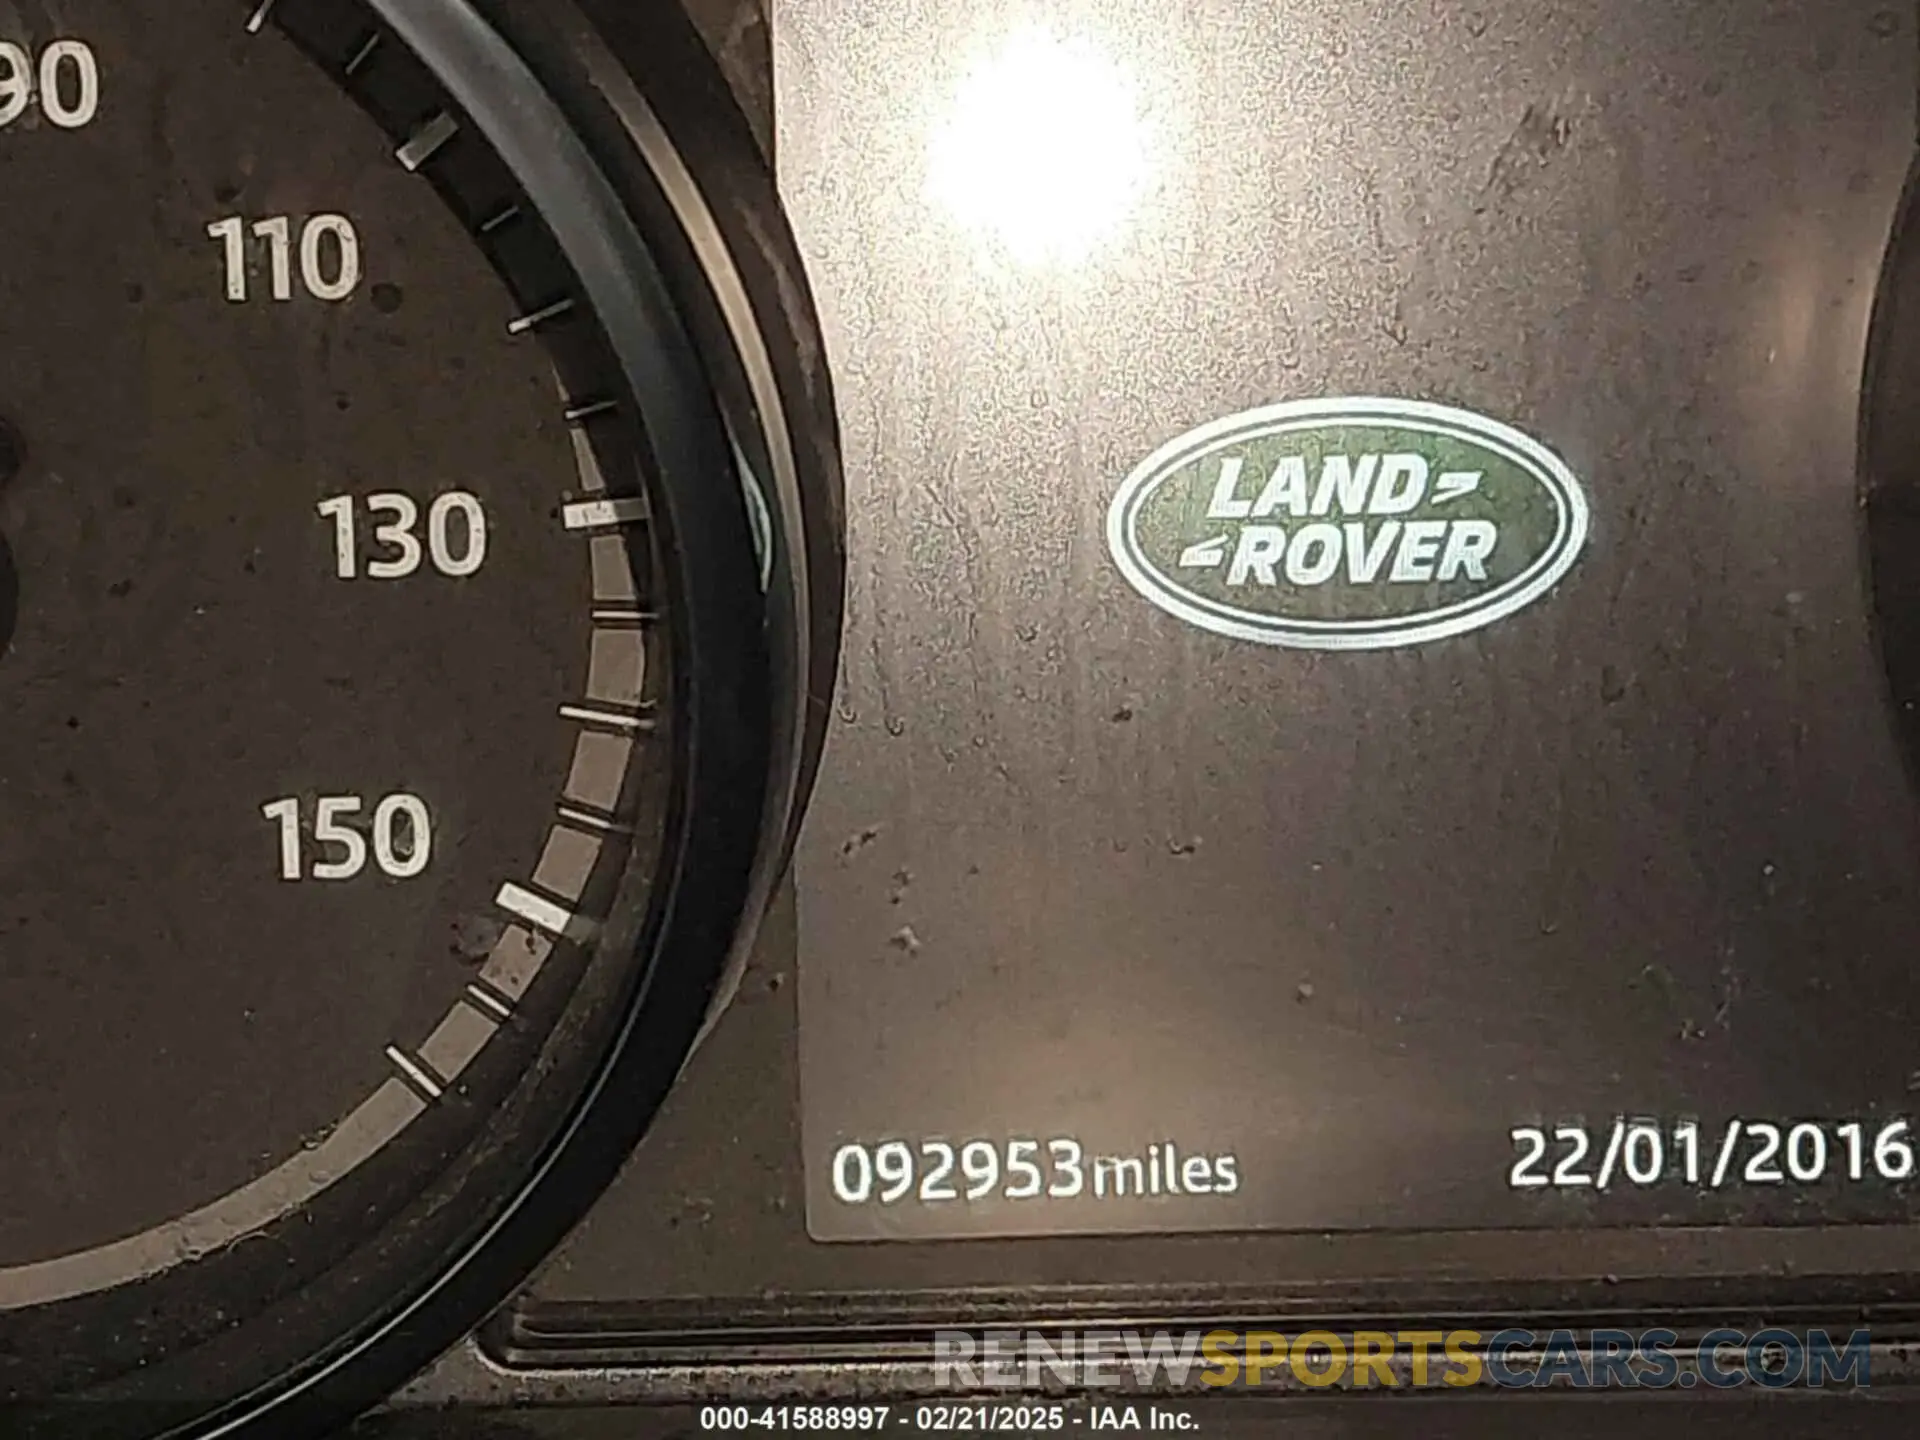 90
110
130
150
LAND
ROVER
092953miles
22/01/2016
RENEWSPORTSCARS.COM
000-41588997 - 02/21/2025 - IAA Inc.